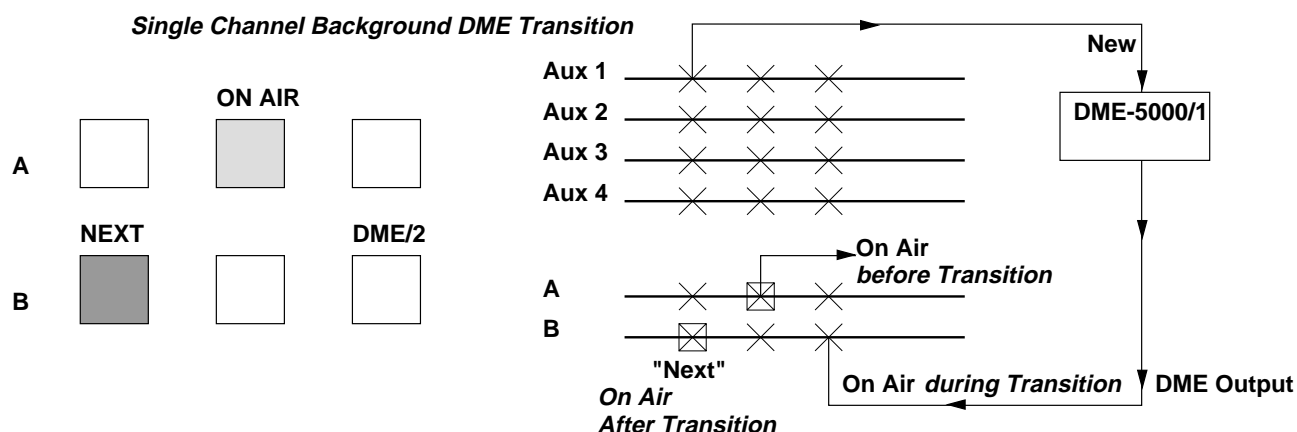 Single Channel Background DME Transition
New
Aux 1
Aux 2
Aux 3
Aux 4
DME-5000/1
ON AIR
A
NEXT
DME/2
B
On Air
before Transition
A
B
"Next"
On Air
After Transition
On Air during Transition
DME Output